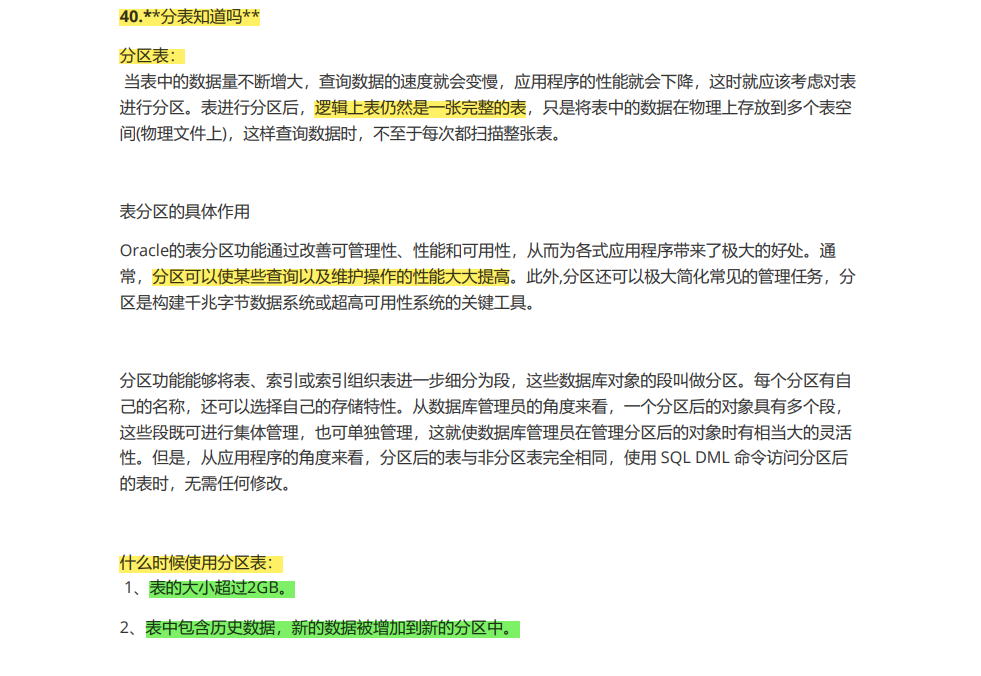 40.**分表知道吗**
分区表：
当表中的数据量不断增大，查询数据的速度就会变慢，应用程序的性能就会下降，这时就应该考虑对表
进行分区。表进行分区后，逻辑上表仍然是一张完整的表，只是将表中的数据在物理上存放到多个表空
间(物理文件上)，这样查询数据时，不至于每次都扫描整张表。
表分区的具体作用
Oracle的表分区功能通过改善可管理性、性能和可用性，从而为各式应用程序带来了极大的好处。通
常，分区可以使某些查询以及维护操作的性能大大提高。此外,分区还可以极大简化常见的管理任务，分
区是构建千兆字节数据系统或超高可用性系统的关键工具。
分区功能能够将表、索引或索引组织表进一步细分为段，这些数据库对象的段叫做分区。每个分区有自
己的名称，还可以选择自己的存储特性。从数据库管理员的角度来看，一个分区后的对象具有多个段，
这些段既可进行集体管理，也可单独管理，这就使数据库管理员在管理分区后的对象时有相当大的灵活
性。但是，从应用程序的角度来看，分区后的表与非分区表完全相同，使用 SQL DML 命令访问分区后
的表时，无需任何修改。
什么时候使用分区表：
1、表的大小超过2GB。
2、表中包含历史数据，新的数据被增加到新的分区中。